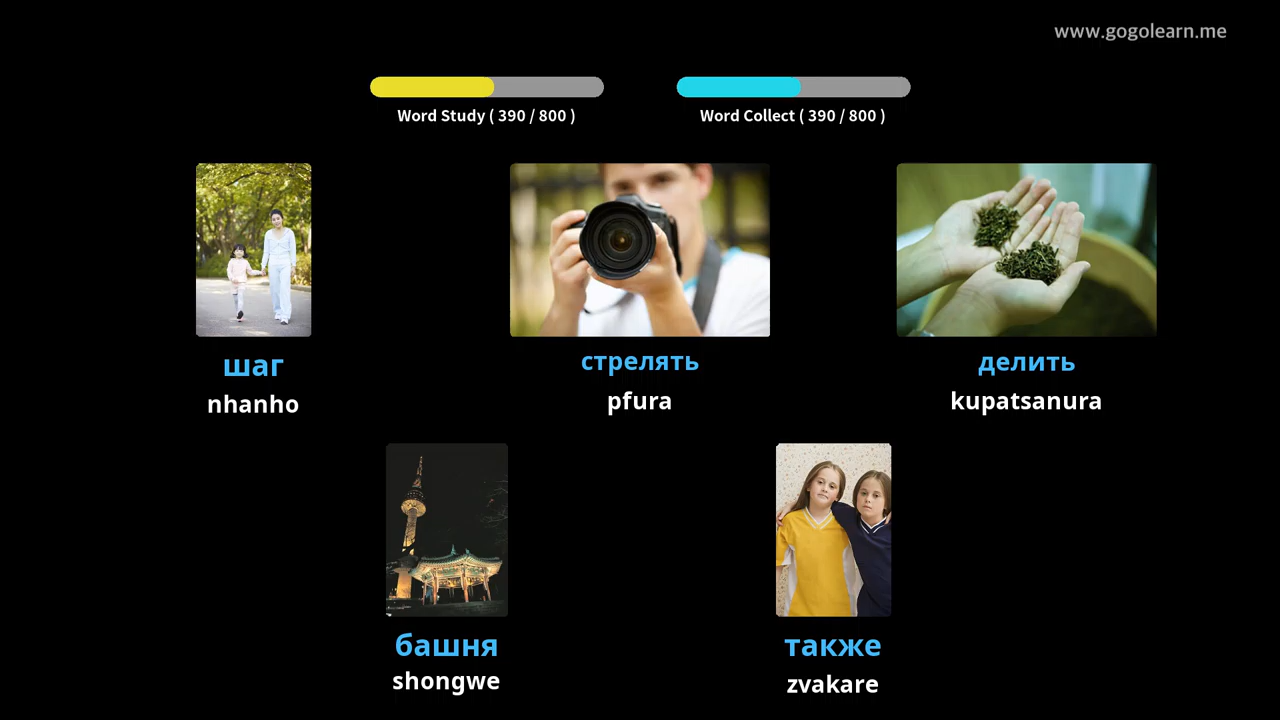 www.gogolearn.me
Word Study ( 390 / 800 )
Word Collect ( 390 / 800 )
шаг
nhanho
стрелять
pfura
делить
kupatsanura
башня
shongwe
также
zvakare